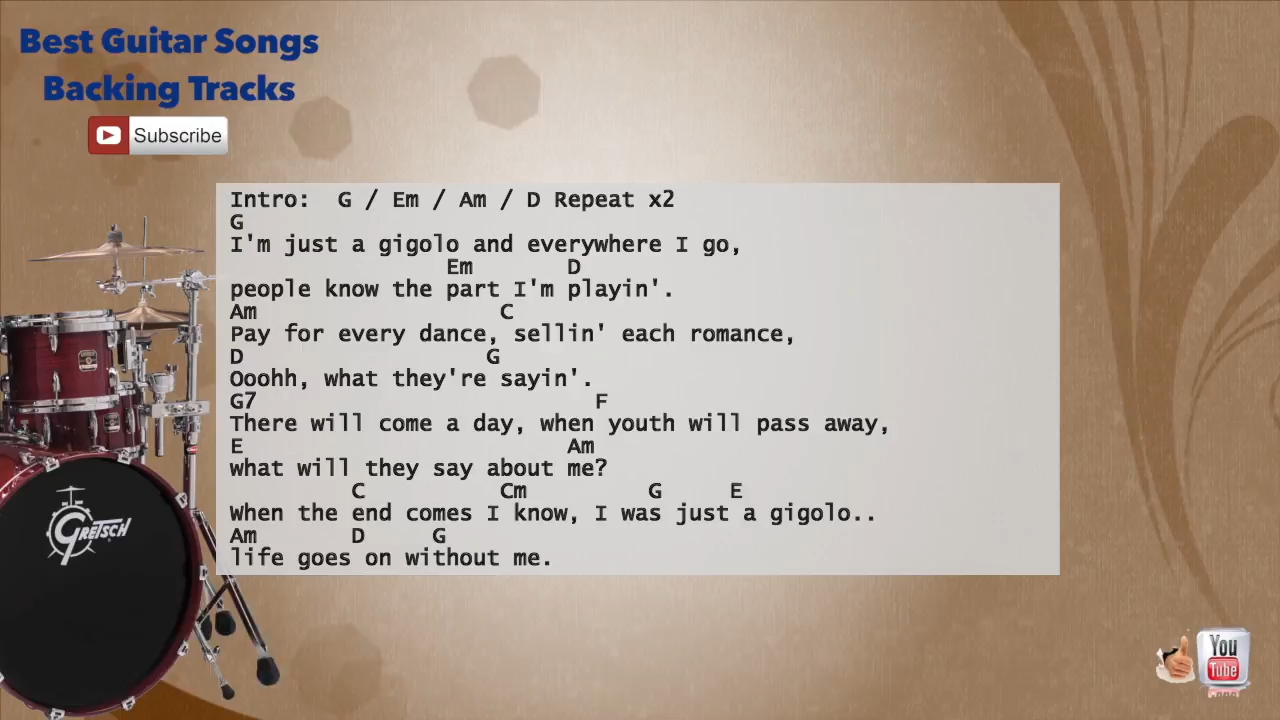 Best Guitar Songs
Backing Tracks
Subscribe
Intro:  G / Em / Am / D Repeat x2
G
I'm just a gigolo and everywhere I go,
                Em       D
people know the part I'm playin'.
Am                  C
Pay for every dance, sellin' each romance,
D                  G
Ooohh, what they're sayin'.
G7                         F
There will come a day, when youth will pass away,
E                        Am
what will they say about me?
         C          Cm         G     E
When the end comes I know, I was just a gigolo..
Am       D     G
life goes on without me.
GRETSCH
You
Tube